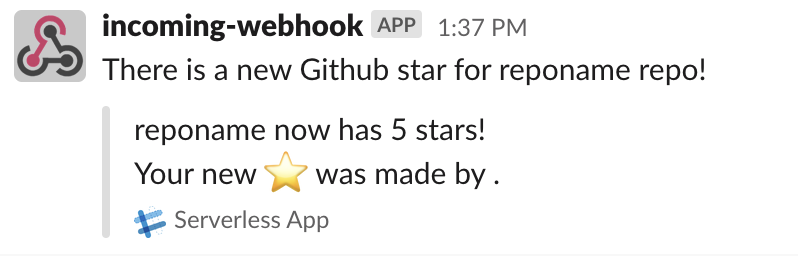 incoming-webhook APP 1:37 PM
There is a new Github star for reponame repo!
reponame now has 5 stars!
Your new ⭐ was made by .
Serverless App